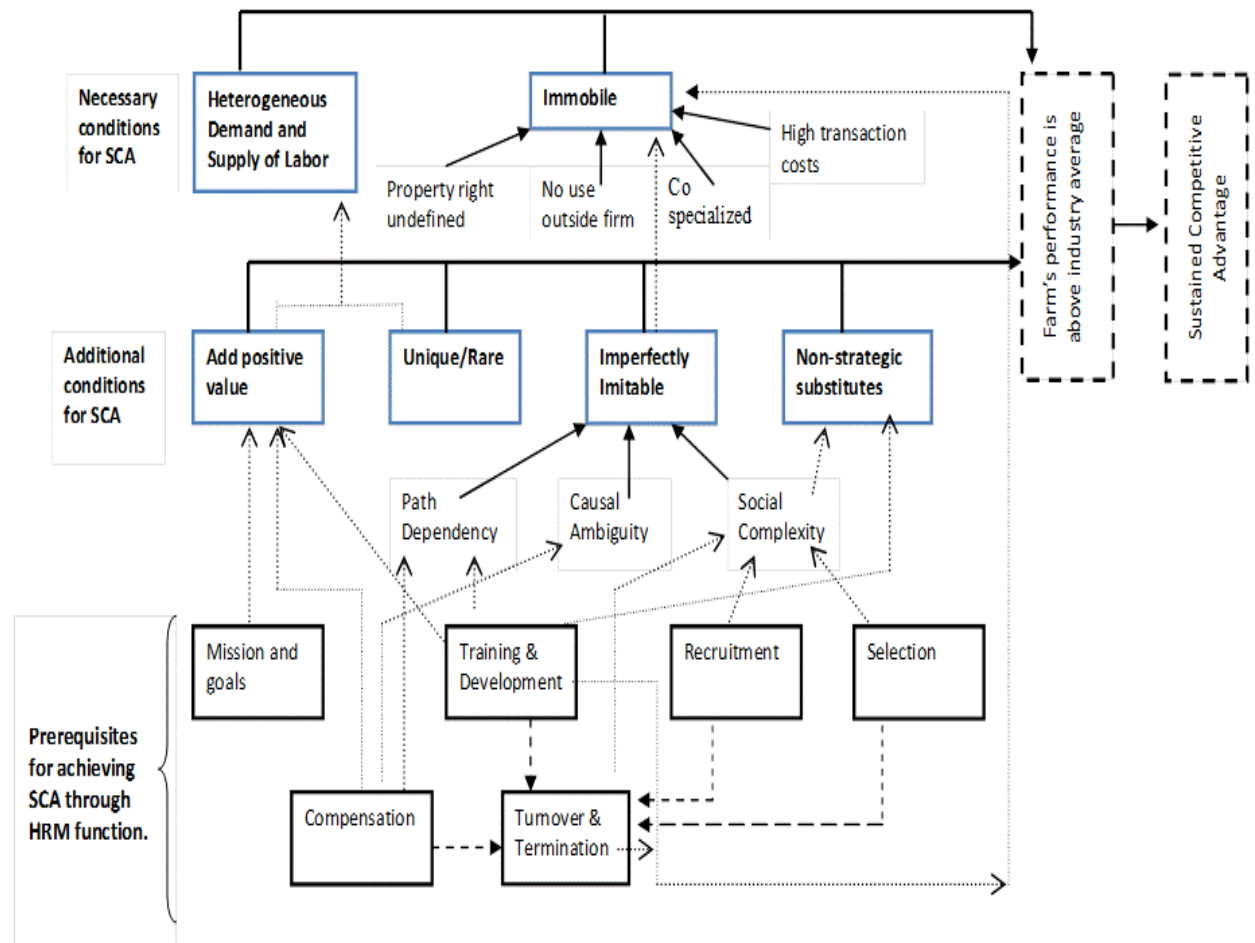 Necessary
conditions
for SCA
Heterogeneous
Demand and
Supply of Labor
Immobile
High transaction
costs
Property right
undefined
No use
outside firm
Co
specialized
Farm's performance is
above industry average
Sustained Competitive
Advantage
Additional
conditions
for SCA
Add positive
value
Unique/Rare
Imperfectly
Imitable
Non-strategic
substitutes
Path
Dependency
Causal
Ambiguity
Social
Complexity
Mission and
goals
Training &
Development
Recruitment
Selection
Prerequisites
for achieving
SCA through
HRM function.
Compensation
Turnover &
Termination